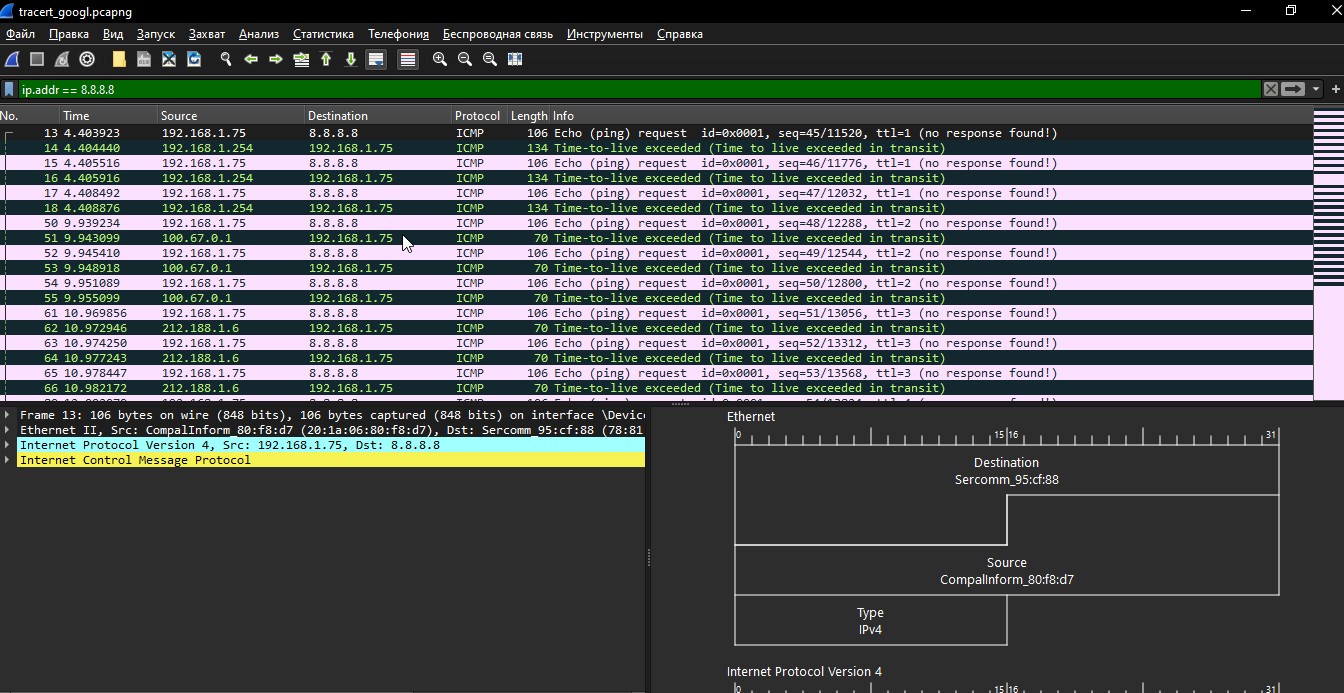 tracert_googl.pcapng
Файл Правка Вид Запуск Захват Анализ Статистика Телефония Беспроводная связь Инструменты Справка
ip.addr == 8.8.8.8
No. Time Source Destination Protocol Length Info
13 4.403923 192.168.1.75 8.8.8.8 ICMP 106 Echo (ping) request id=0x0001, seq=45/11520, ttl=1 (no response found!)
14 4.404440 192.168.1.254 192.168.1.75 ICMP 134 Time-to-live exceeded (Time to live exceeded in transit)
15 4.405516 192.168.1.75 8.8.8.8 ICMP 106 Echo (ping) request id=0x0001, seq=46/11776, ttl=1 (no response found!)
16 4.405916 192.168.1.254 192.168.1.75 ICMP 134 Time-to-live exceeded (Time to live exceeded in transit)
17 4.408492 192.168.1.75 8.8.8.8 ICMP 106 Echo (ping) request id=0x0001, seq=47/12032, ttl=1 (no response found!)
18 4.408876 192.168.1.254 192.168.1.75 ICMP 134 Time-to-live exceeded (Time to live exceeded in transit)
50 9.939234 192.168.1.75 8.8.8.8 ICMP 106 Echo (ping) request id=0x0001, seq=48/12288, ttl=2 (no response found!)
51 9.943099 100.67.0.1 192.168.1.75 ICMP 70 Time-to-live exceeded (Time to live exceeded in transit)
52 9.945410 192.168.1.75 8.8.8.8 ICMP 106 Echo (ping) request id=0x0001, seq=49/12544, ttl=2 (no response found!)
53 9.948918 100.67.0.1 192.168.1.75 ICMP 70 Time-to-live exceeded (Time to live exceeded in transit)
54 9.951089 192.168.1.75 8.8.8.8 ICMP 106 Echo (ping) request id=0x0001, seq=50/12800, ttl=2 (no response found!)
55 9.955099 100.67.0.1 192.168.1.75 ICMP 70 Time-to-live exceeded (Time to live exceeded in transit)
61 10.969856 192.168.1.75 8.8.8.8 ICMP 106 Echo (ping) request id=0x0001, seq=51/13056, ttl=3 (no response found!)
62 10.972946 212.188.1.6 192.168.1.75 ICMP 70 Time-to-live exceeded (Time to live exceeded in transit)
63 10.974250 192.168.1.75 8.8.8.8 ICMP 106 Echo (ping) request id=0x0001, seq=52/13312, ttl=3 (no response found!)
64 10.977243 212.188.1.6 192.168.1.75 ICMP 70 Time-to-live exceeded (Time to live exceeded in transit)
65 10.978447 192.168.1.75 8.8.8.8 ICMP 106 Echo (ping) request id=0x0001, seq=53/13568, ttl=3 (no response found!)
66 10.982172 212.188.1.6 192.168.1.75 ICMP 70 Time-to-live exceeded (Time to live exceeded in transit)
Frame 13: 106 bytes on wire (848 bits), 106 bytes captured (848 bits) on interface \Devic
Ethernet II, Src: CompalInform_80:f8:d7 (20:1a:06:80:f8:d7), Dst: Sercomm_95:cf:88 (78:81
Internet Protocol Version 4, Src: 192.168.1.75, Dst: 8.8.8.8
Internet Control Message Protocol
Ethernet
0 15 16 31
Destination
Sercomm_95:cf:88
Source
CompalInform_80:f8:d7
Type
IPv4
Internet Protocol Version 4
0 15 16 31